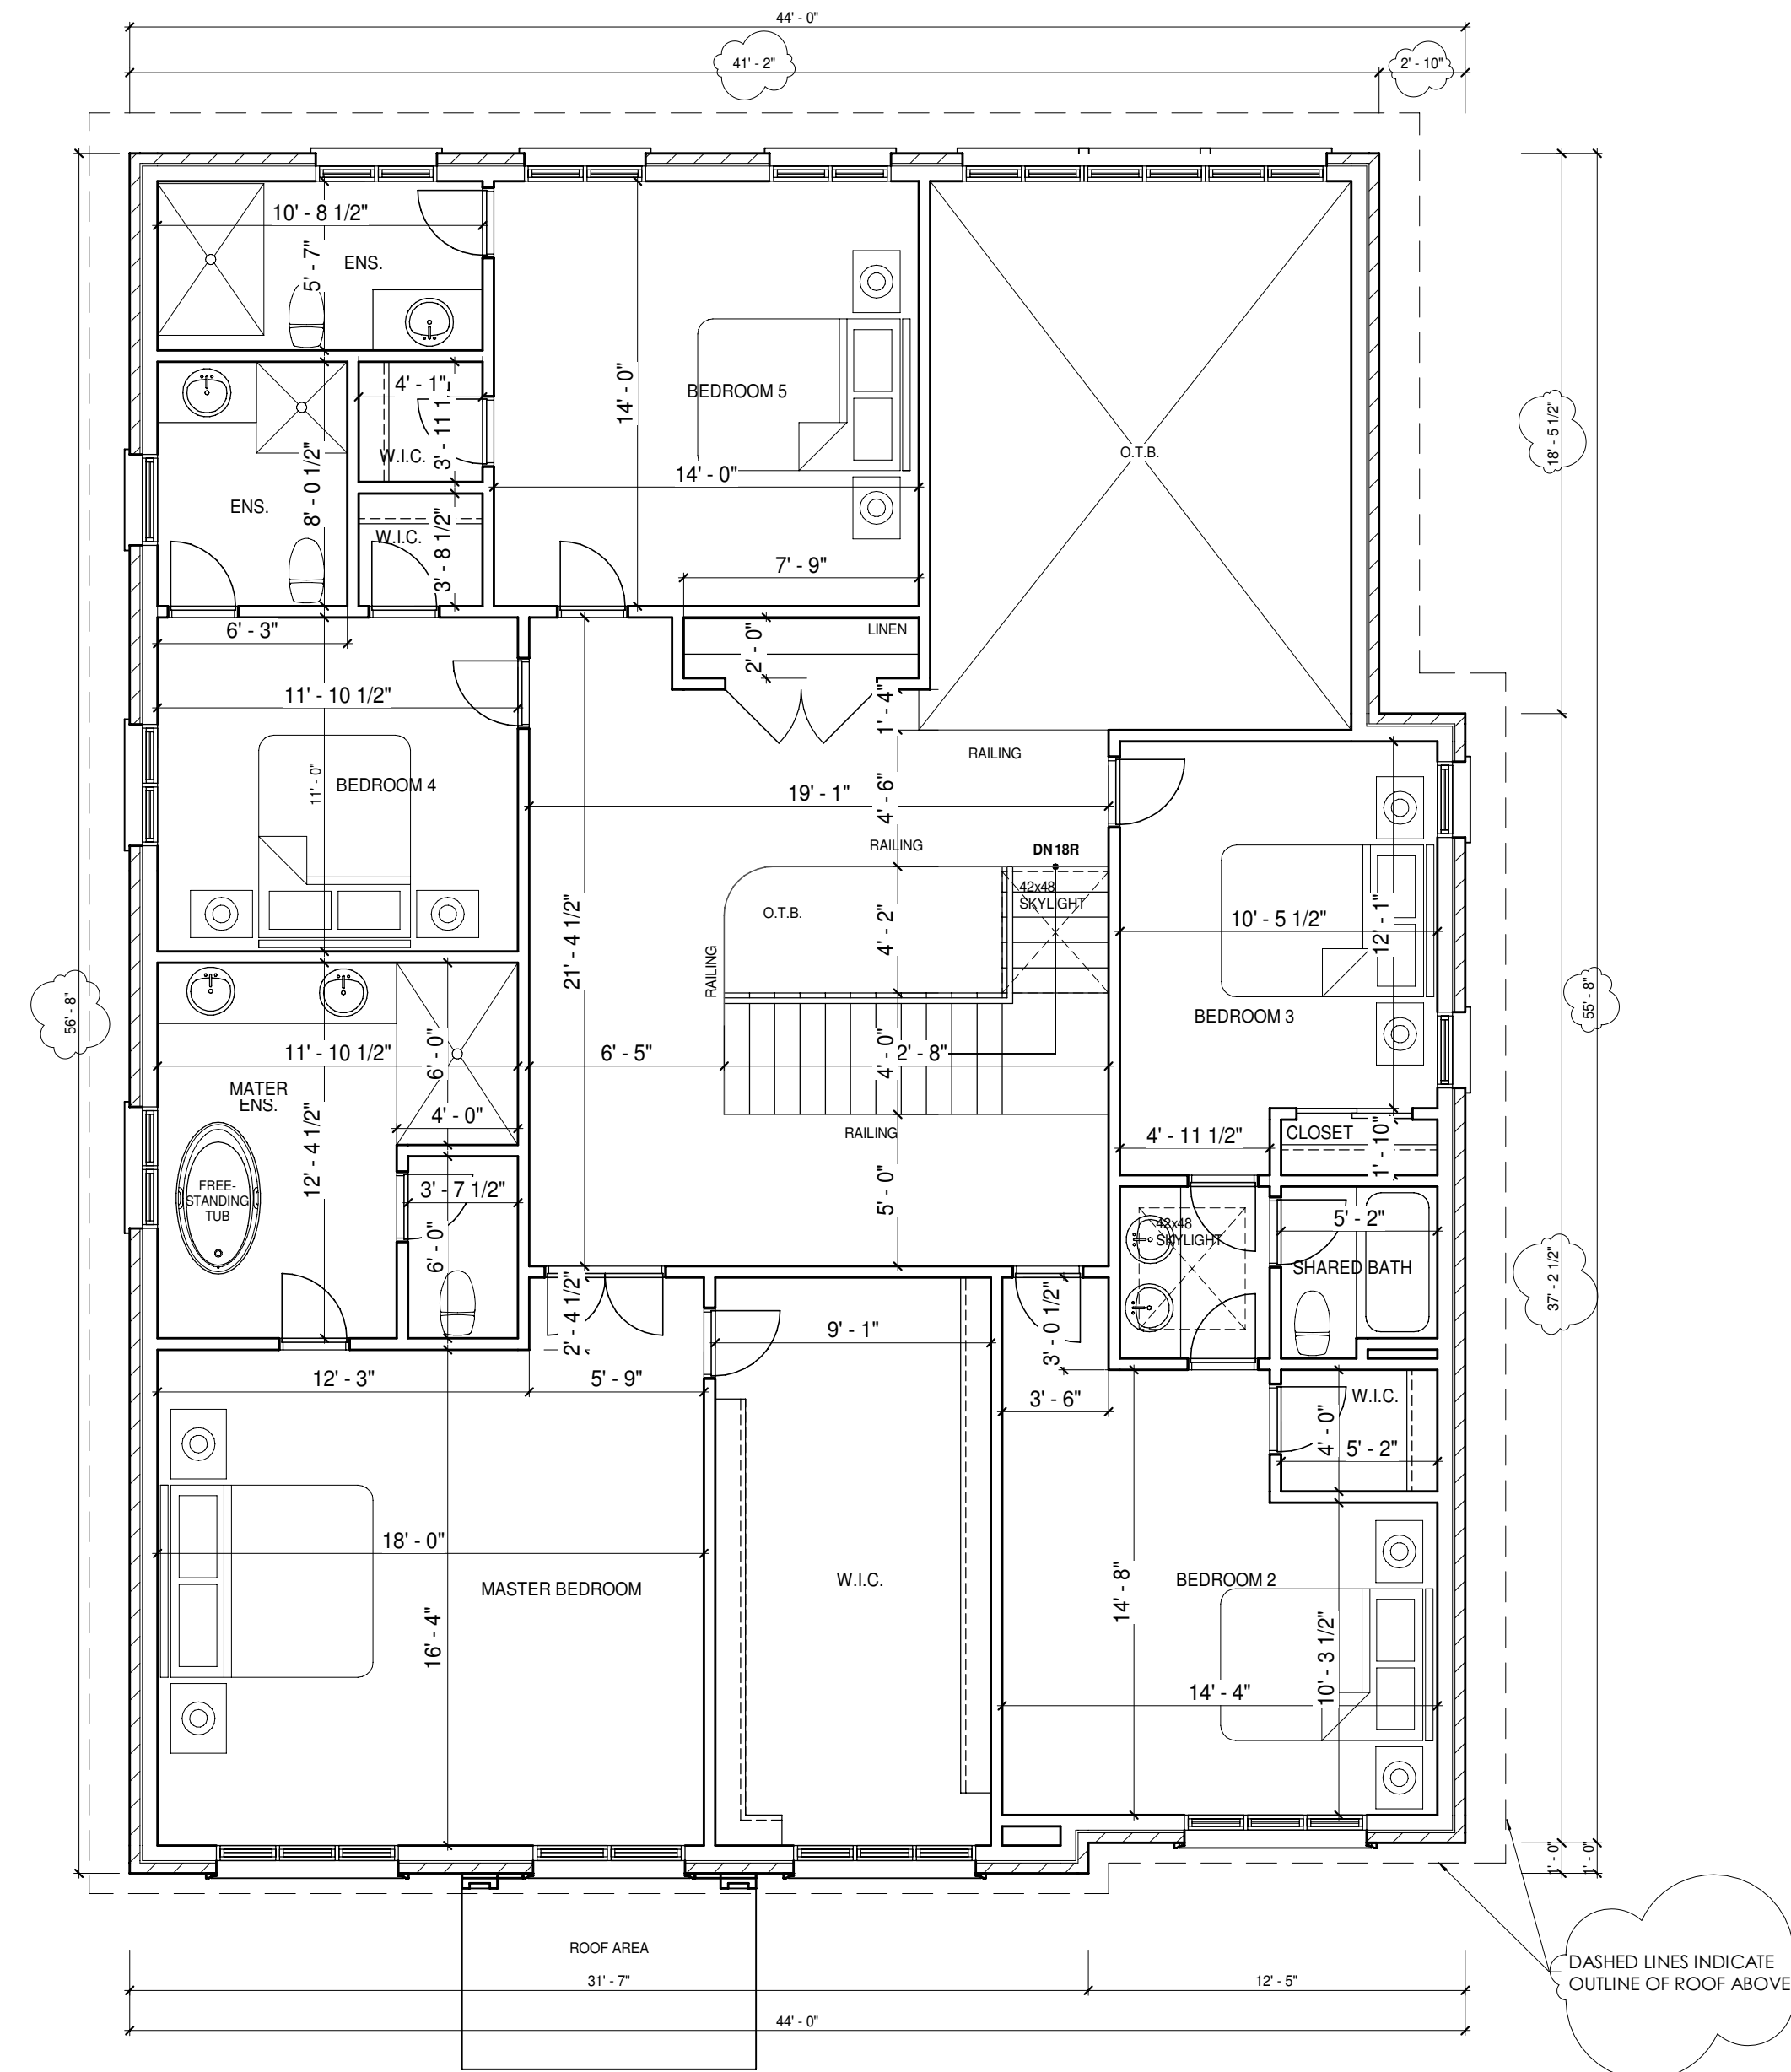 44' - 0"
41' - 2"
2' - 10"
10' - 8 1/2"
5' - 7"
ENS.
4' - 1"
3' - 11
W.I.C.
14' - 0"
BEDROOM 5
14' - 0"
O.T.B.
18' - 5 1/2"
8' - 0 1/2"
ENS.
W.I.C.
3' - 8 1/2"
7' - 9"
6' - 3"
LINEN
2' - 0"
11' - 10 1/2"
1' - 4"
RAILING
11' - 0"
BEDROOM 4
19' - 1"
4' - 6"
RAILING
DN 18R
42x48
SKYLIGHT
O.T.B.
4' - 2"
10' - 5 1/2"
12' - 1"
21' - 4 1/2"
RAILING
BEDROOM 3
56' - 8"
55' - 8"
11' - 10 1/2"
6' - 0"
6' - 5"
4' - 0"
2' - 8"
MATER
ENS.
4' - 0"
12' - 4 1/2"
RAILING
4' - 11 1/2"
CLOSET
1' - 10"
FREE-
STANDING
TUB
3' - 7 1/2"
6' - 0"
5' - 0"
42x48
SKYLIGHT
5' - 2"
SHARED BATH
37' - 2 1/2"
2' - 4 1/2"
9' - 1"
3' - 0 1/2"
12' - 3"
5' - 9"
3' - 6"
W.I.C.
4' - 0"
5' - 2"
18' - 0"
MASTER BEDROOM
16' - 4"
W.I.C.
14' - 8"
BEDROOM 2
10' - 3 1/2"
14' - 4"
1' - 0"
1' - 0"
ROOF AREA
31' - 7"
12' - 5"
44' - 0"
DASHED LINES INDICATE
OUTLINE OF ROOF ABOVE